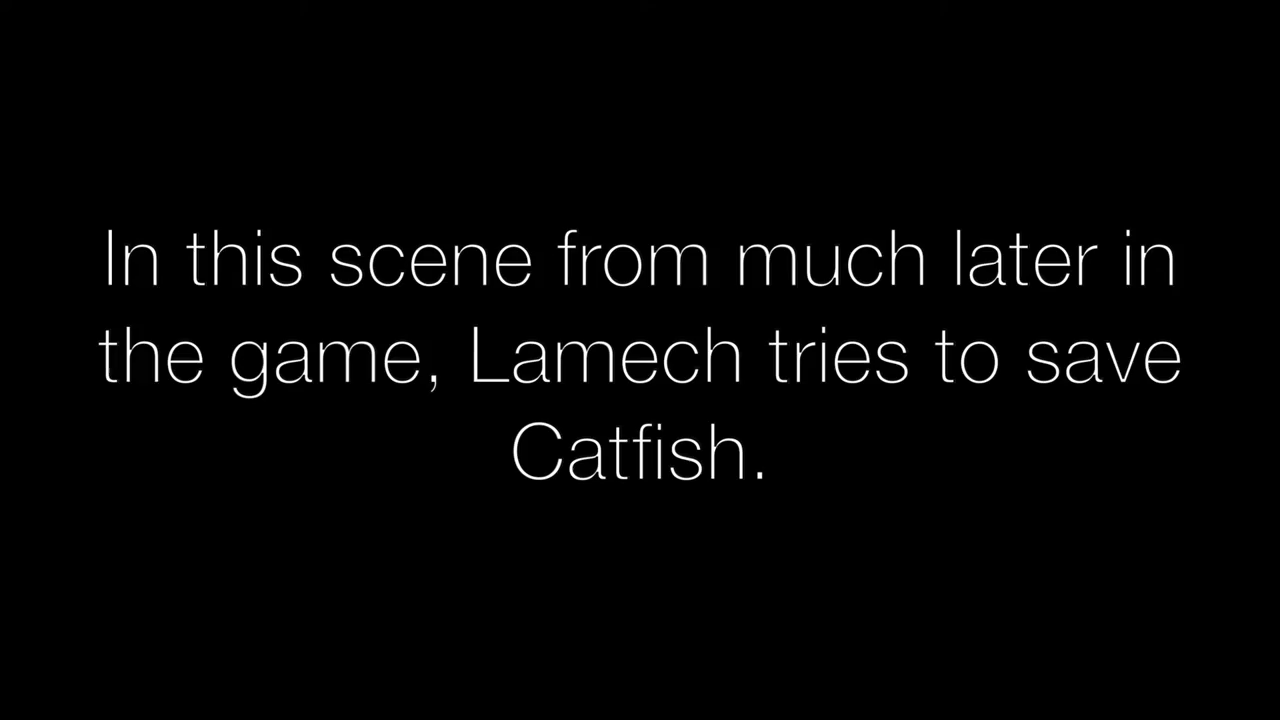 In this scene from much later in
the game, Lamech tries to save
Catfish.